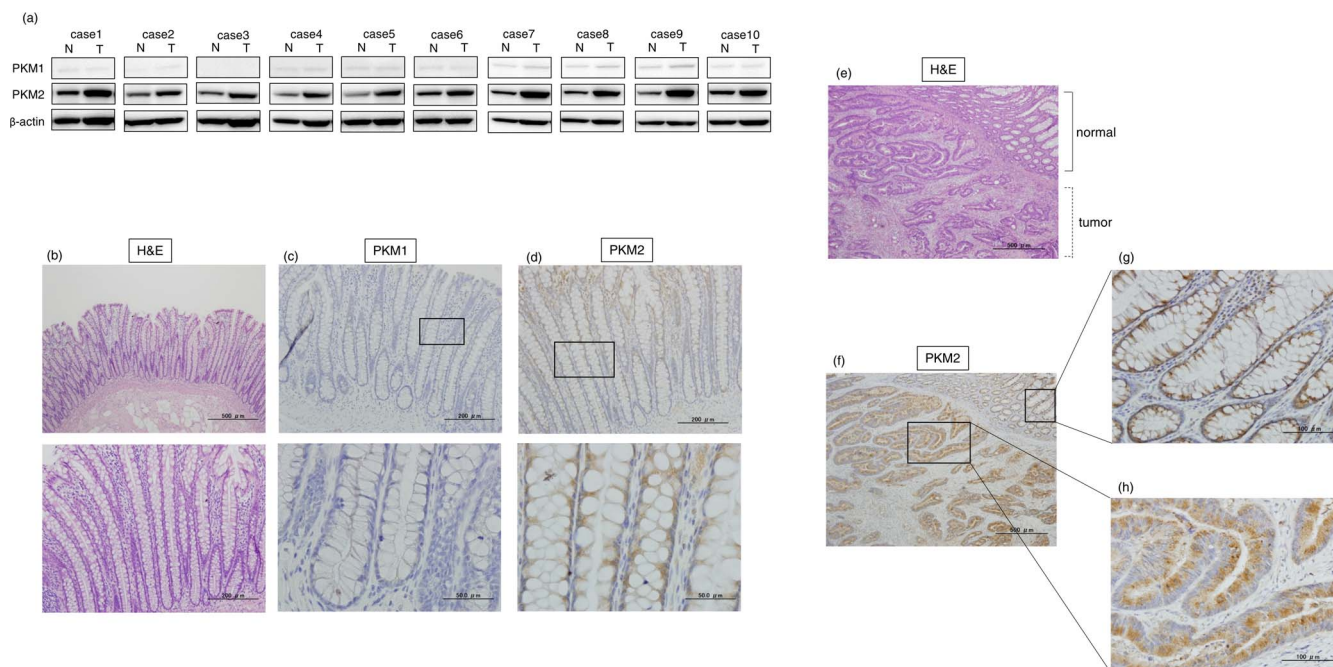 (a)
case1 case2 case3 case4 case5 case6 case7 case8 case9 case10
N T N T N T N T N T N T N T N T N T N T
PKM1
PKM2
β-actin
(b) H&E
500 μm
200 μm
(c) PKM1
200 μm
50.0 μm
(d) PKM2
200 μm
50.0 μm
(e) H&E
normal
tumor
500 μm
(f) PKM2
500 μm
(g)
100 μm
(h)
100 μm